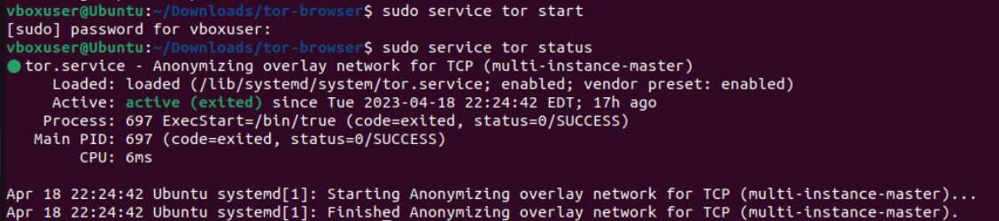 vboxuser@Ubuntu:~/Downloads/tor-browser$ sudo service tor start
[sudo] password for vboxuser:
vboxuser@Ubuntu:~/Downloads/tor-browser$ sudo service tor status
● tor.service - Anonymizing overlay network for TCP (multi-instance-master)
     Loaded: loaded (/lib/systemd/system/tor.service; enabled; vendor preset: enabled)
     Active: active (exited) since Tue 2023-04-18 22:24:42 EDT; 17h ago
    Process: 697 ExecStart=/bin/true (code=exited, status=0/SUCCESS)
   Main PID: 697 (code=exited, status=0/SUCCESS)
        CPU: 6ms

Apr 18 22:24:42 Ubuntu systemd[1]: Starting Anonymizing overlay network for TCP (multi-instance-master)...
Apr 18 22:24:42 Ubuntu systemd[1]: Finished Anonymizing overlay network for TCP (multi-instance-master).